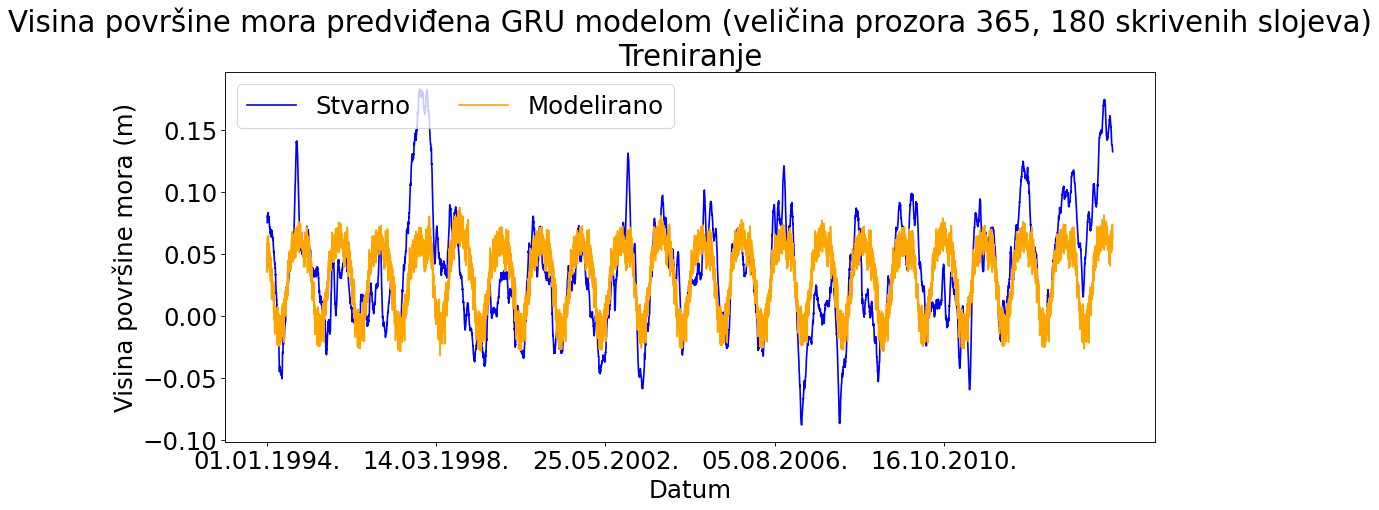 Visina površine mora predviđena GRU modelom (veličina prozora 365, 180 skrivenih slojeva)
Treniranje
Stvarno Modelirano
Visina površine mora (m)
0.15
0.10
0.05
0.00
−0.05
−0.10
01.01.1994. 14.03.1998. 25.05.2002. 05.08.2006. 16.10.2010.
Datum